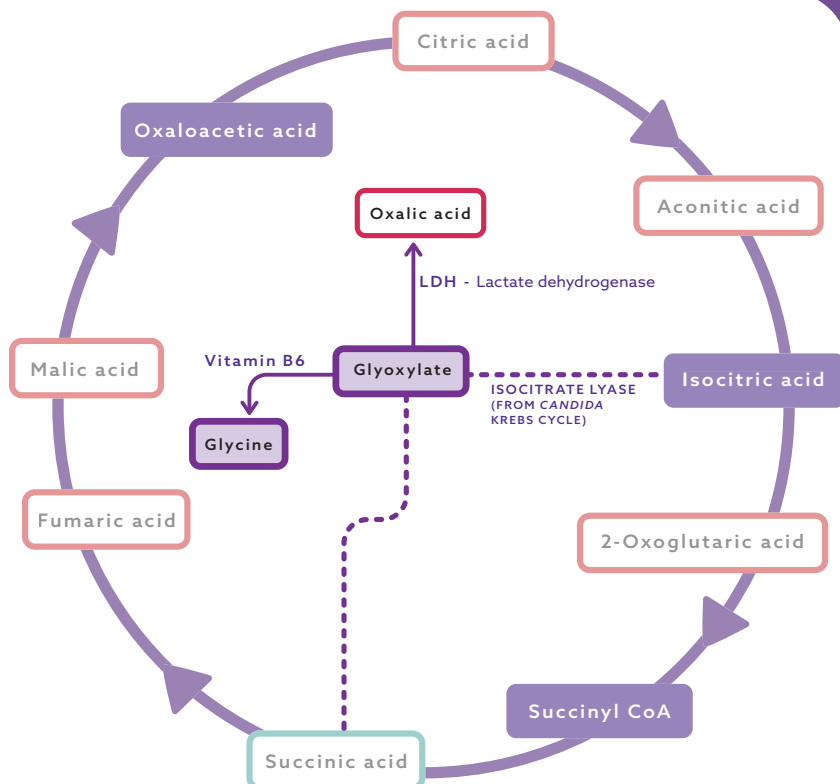 Citric acid
Oxaloacetic acid
Aconitic acid
Oxalic acid
LDH - Lactate dehydrogenase
Vitamin B6
Glyoxylate
Malic acid
Isocitric acid
ISOCITRATE LYASE
(FROM CANDIDA
KREBS CYCLE)
Glycine
Fumaric acid
2-Oxoglutaric acid
Succinyl CoA
Succinic acid